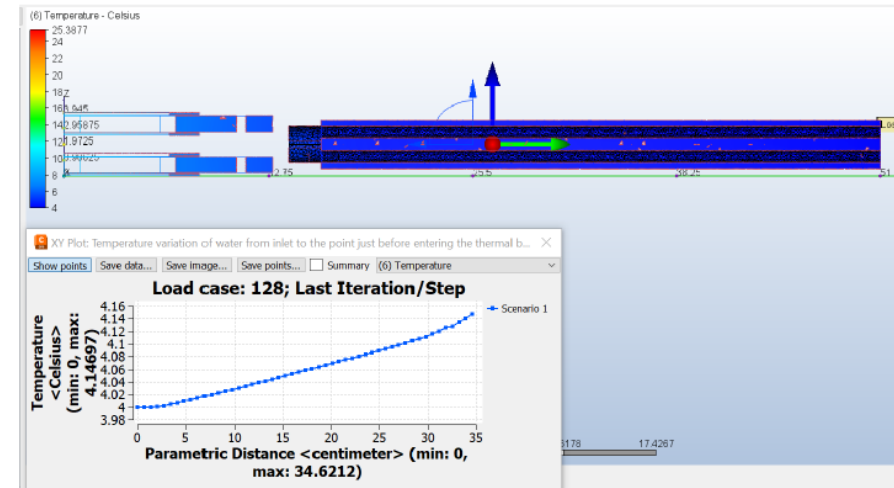 (6) Temperature - Celsius
25.3877
24
22
20
18
Z
16
14
2.95875
12
1.9725
10
8
6
4
X
2.75
25.5
38.25
51.
XY Plot: Temperature variation of water from inlet to the point just before entering the thermal b...
Show points Save data... Save image... Save points... Summary (6) Temperature
Load case: 128; Last Iteration/Step
Temperature
<Celsius>
(min: 0, max:
4.14697)
4.16
4.14
4.12
4.1
4.08
4.06
4.04
4.02
4
3.98
Scenario 1
0 5 10 15 20 25 30 35
Parametric Distance <centimeter> (min: 0,
max: 34.6212)
6178 17.4267